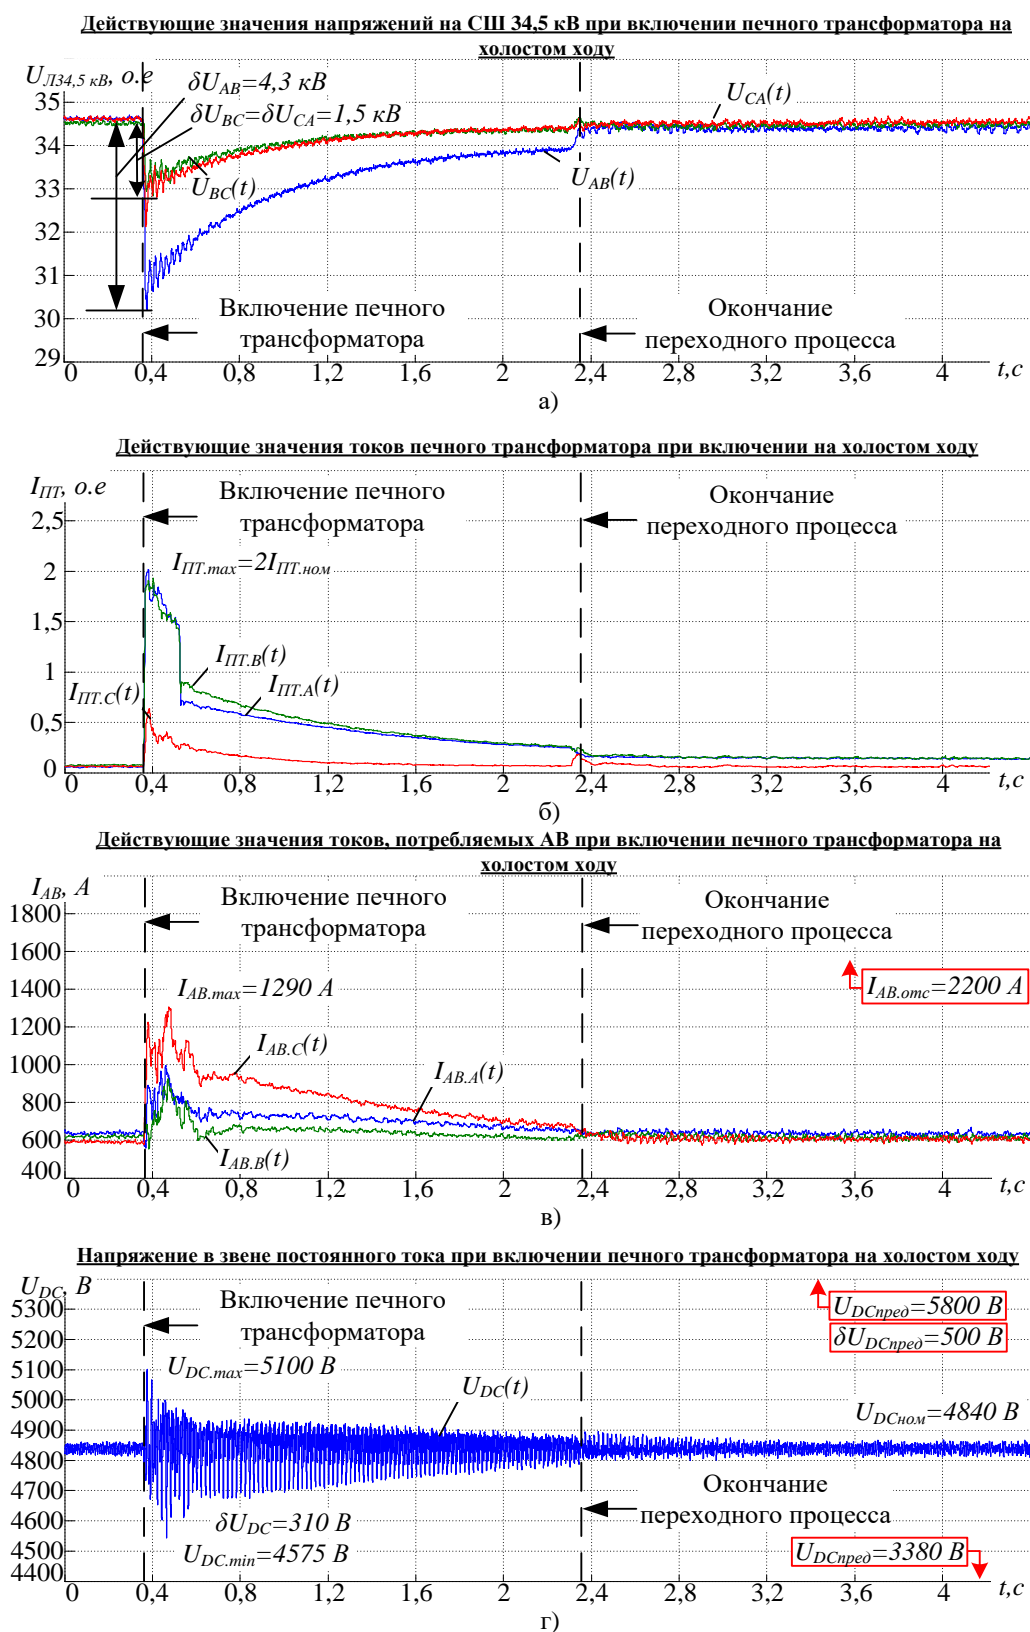 Действующие значения напряжений на СШ 34,5 кВ при включении печного трансформатора на
холостом ходу
U_Л34,5 кВ, о.е
δU_AB=4,3 кВ
δU_BC=δU_CA=1,5 кВ
U_CA(t)
U_BC(t)
U_AB(t)
35
34
33
32
31
30
29
Включение печного
трансформатора
Окончание
переходного процесса
0 0,4 0,8 1,2 1,6 2 2,4 2,8 3,2 3,6 4 t,c
а)
Действующие значения токов печного трансформатора при включении на холостом ходу
I_ПТ, о.е
Включение печного
трансформатора
Окончание
переходного процесса
2,5
2
1,5
1
0,5
0
I_ПТ.max=2I_ПТ.ном
I_ПТ.B(t)
I_ПТ.A(t)
I_ПТ.C(t)
0 0,4 0,8 1,2 1,6 2 2,4 2,8 3,2 3,6 4 t,c
б)
Действующие значения токов, потребляемых АВ при включении печного трансформатора на
холостом ходу
I_АВ, А
Включение печного
трансформатора
Окончание
переходного процесса
1800
1600
1400
1200
1000
800
600
400
I_АВ.max=1290 А
I_АВ.отс=2200 А
I_АВ.C(t)
I_АВ.A(t)
I_АВ.B(t)
0 0,4 0,8 1,2 1,6 2 2,4 2,8 3,2 3,6 4 t,c
в)
Напряжение в звене постоянного тока при включении печного трансформатора на холостом ходу
U_DC, В
Включение печного
трансформатора
U_DCпред=5800 В
δU_DCпред=500 В
5300
5200
5100
5000
4900
4800
4700
4600
4500
4400
U_DC.max=5100 В
U_DC(t)
U_DCном=4840 В
Окончание
переходного процесса
δU_DC=310 В
U_DC.min=4575 В
U_DCпред=3380 В
0 0,4 0,8 1,2 1,6 2 2,4 2,8 3,2 3,6 4 t,c
г)